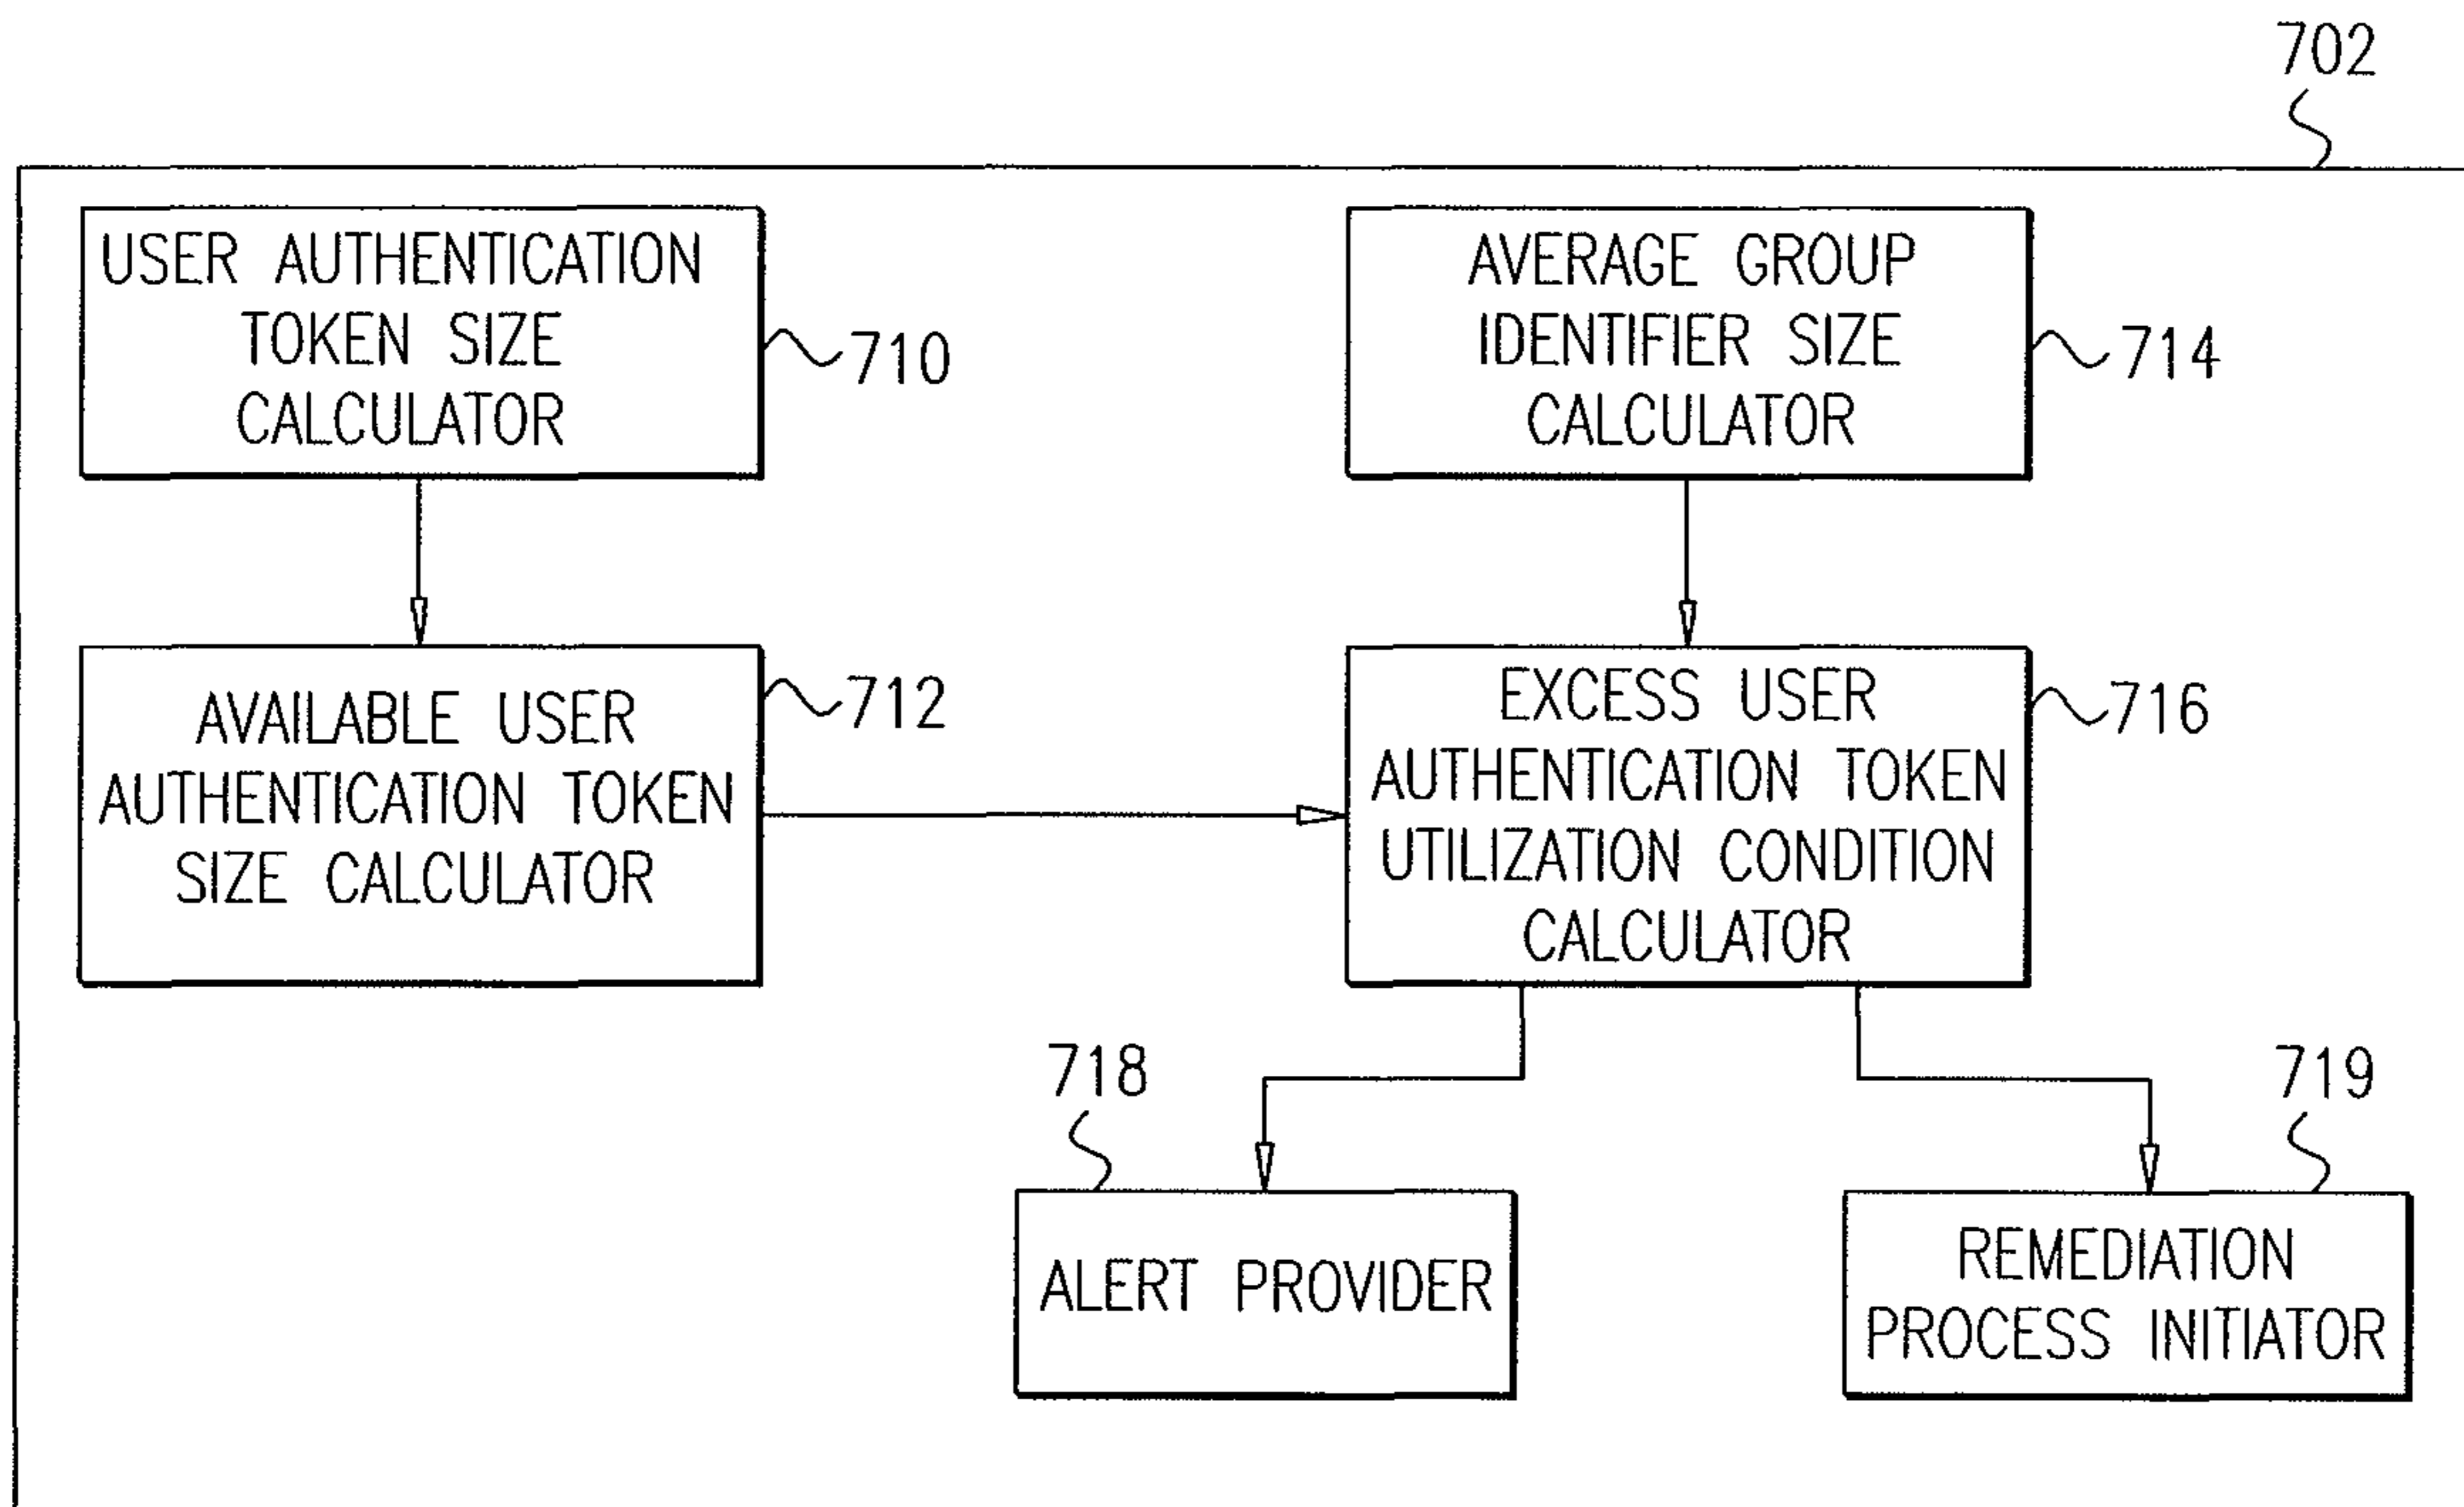 702
USER AUTHENTICATION
TOKEN SIZE
CALCULATOR
710
AVERAGE GROUP
IDENTIFIER SIZE
CALCULATOR
714
AVAILABLE USER
AUTHENTICATION TOKEN
SIZE CALCULATOR
712
EXCESS USER
AUTHENTICATION TOKEN
UTILIZATION CONDITION
CALCULATOR
716
718
ALERT PROVIDER
719
REMEDIATION
PROCESS INITIATOR